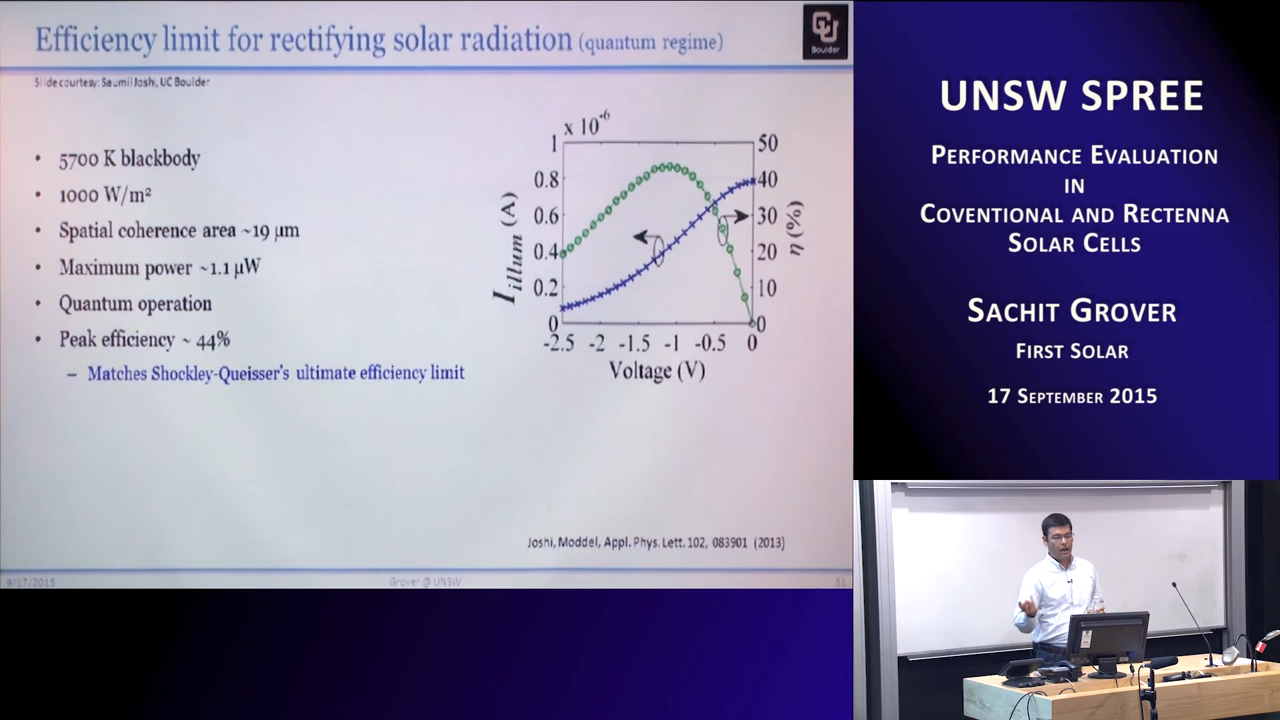 Efficiency limit for rectifying solar radiation (quantum regime)
CU
Boulder
Slide courtesy: Saumil Joshi, UC Boulder
• 5700 K blackbody
• 1000 W/m²
• Spatial coherence area ~19 µm
• Maximum power ~1.1 µW
• Quantum operation
• Peak efficiency ~ 44%
– Matches Shockley-Queisser's ultimate efficiency limit
x 10⁻⁶
1
0.8
0.6
0.4
0.2
0
I illum (A)
50
40
30
20
10
0
η (%)
-2.5 -2 -1.5 -1 -0.5 0
Voltage (V)
Joshi, Moddel, Appl. Phys. Lett. 102, 083901 (2013)
9/17/2015
Grover @ UNSW
31
UNSW SPREE
PERFORMANCE EVALUATION
IN
COVENTIONAL AND RECTENNA
SOLAR CELLS
SACHIT GROVER
FIRST SOLAR
17 SEPTEMBER 2015